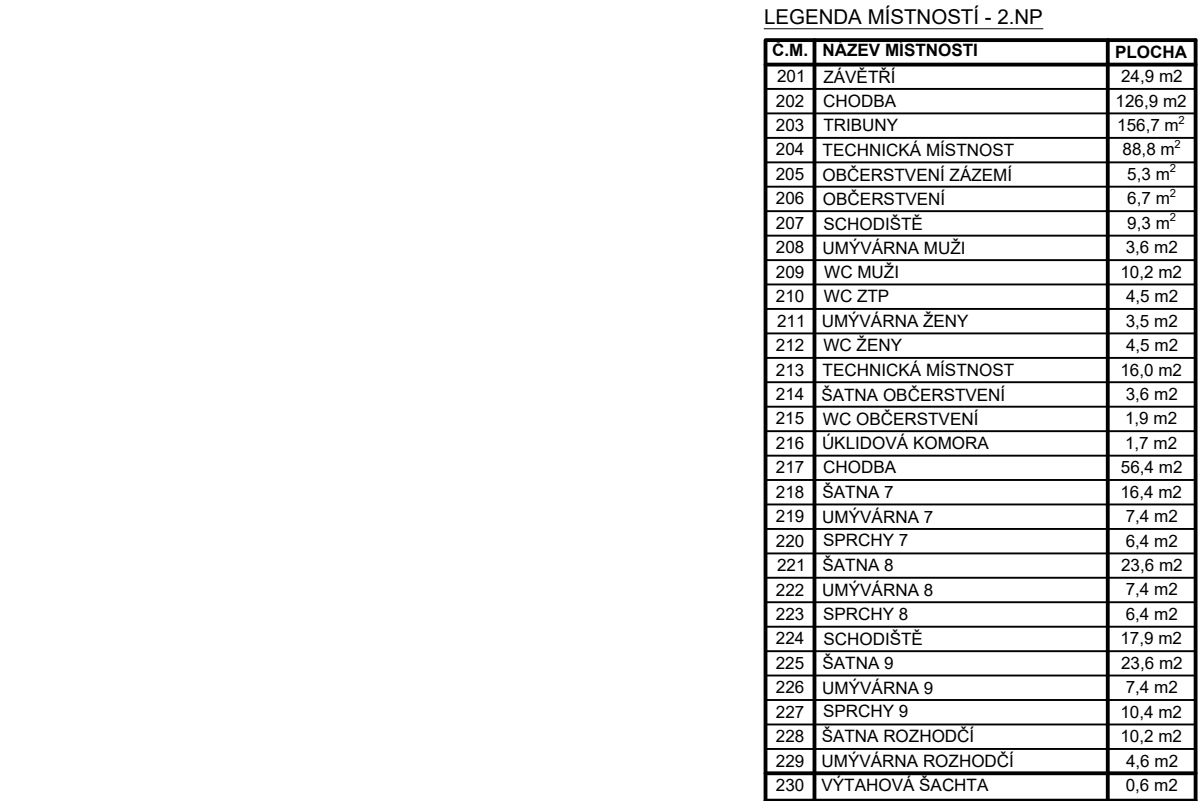 LEGENDA MÍSTNOSTÍ - 2.NP
Č.M. NÁZEV MÍSTNOSTI PLOCHA
201 ZÁVĚTŘÍ 24,9 m2
202 CHODBA 126,9 m2
203 TRIBUNY 156,7 m²
204 TECHNICKÁ MÍSTNOST 88,8 m²
205 OBČERSTVENÍ ZÁZEMÍ 5,3 m²
206 OBČERSTVENÍ 6,7 m²
207 SCHODIŠTĚ 9,3 m²
208 UMÝVÁRNA MUŽI 3,6 m2
209 WC MUŽI 10,2 m2
210 WC ZTP 4,5 m2
211 UMÝVÁRNA ŽENY 3,5 m2
212 WC ŽENY 4,5 m2
213 TECHNICKÁ MÍSTNOST 16,0 m2
214 ŠATNA OBČERSTVENÍ 3,6 m2
215 WC OBČERSTVENÍ 1,9 m2
216 ÚKLIDOVÁ KOMORA 1,7 m2
217 CHODBA 56,4 m2
218 ŠATNA 7 16,4 m2
219 UMÝVÁRNA 7 7,4 m2
220 SPRCHY 7 6,4 m2
221 ŠATNA 8 23,6 m2
222 UMÝVÁRNA 8 7,4 m2
223 SPRCHY 8 6,4 m2
224 SCHODIŠTĚ 17,9 m2
225 ŠATNA 9 23,6 m2
226 UMÝVÁRNA 9 7,4 m2
227 SPRCHY 9 10,4 m2
228 ŠATNA ROZHODČÍ 10,2 m2
229 UMÝVÁRNA ROZHODČÍ 4,6 m2
230 VÝTAHOVÁ ŠACHTA 0,6 m2